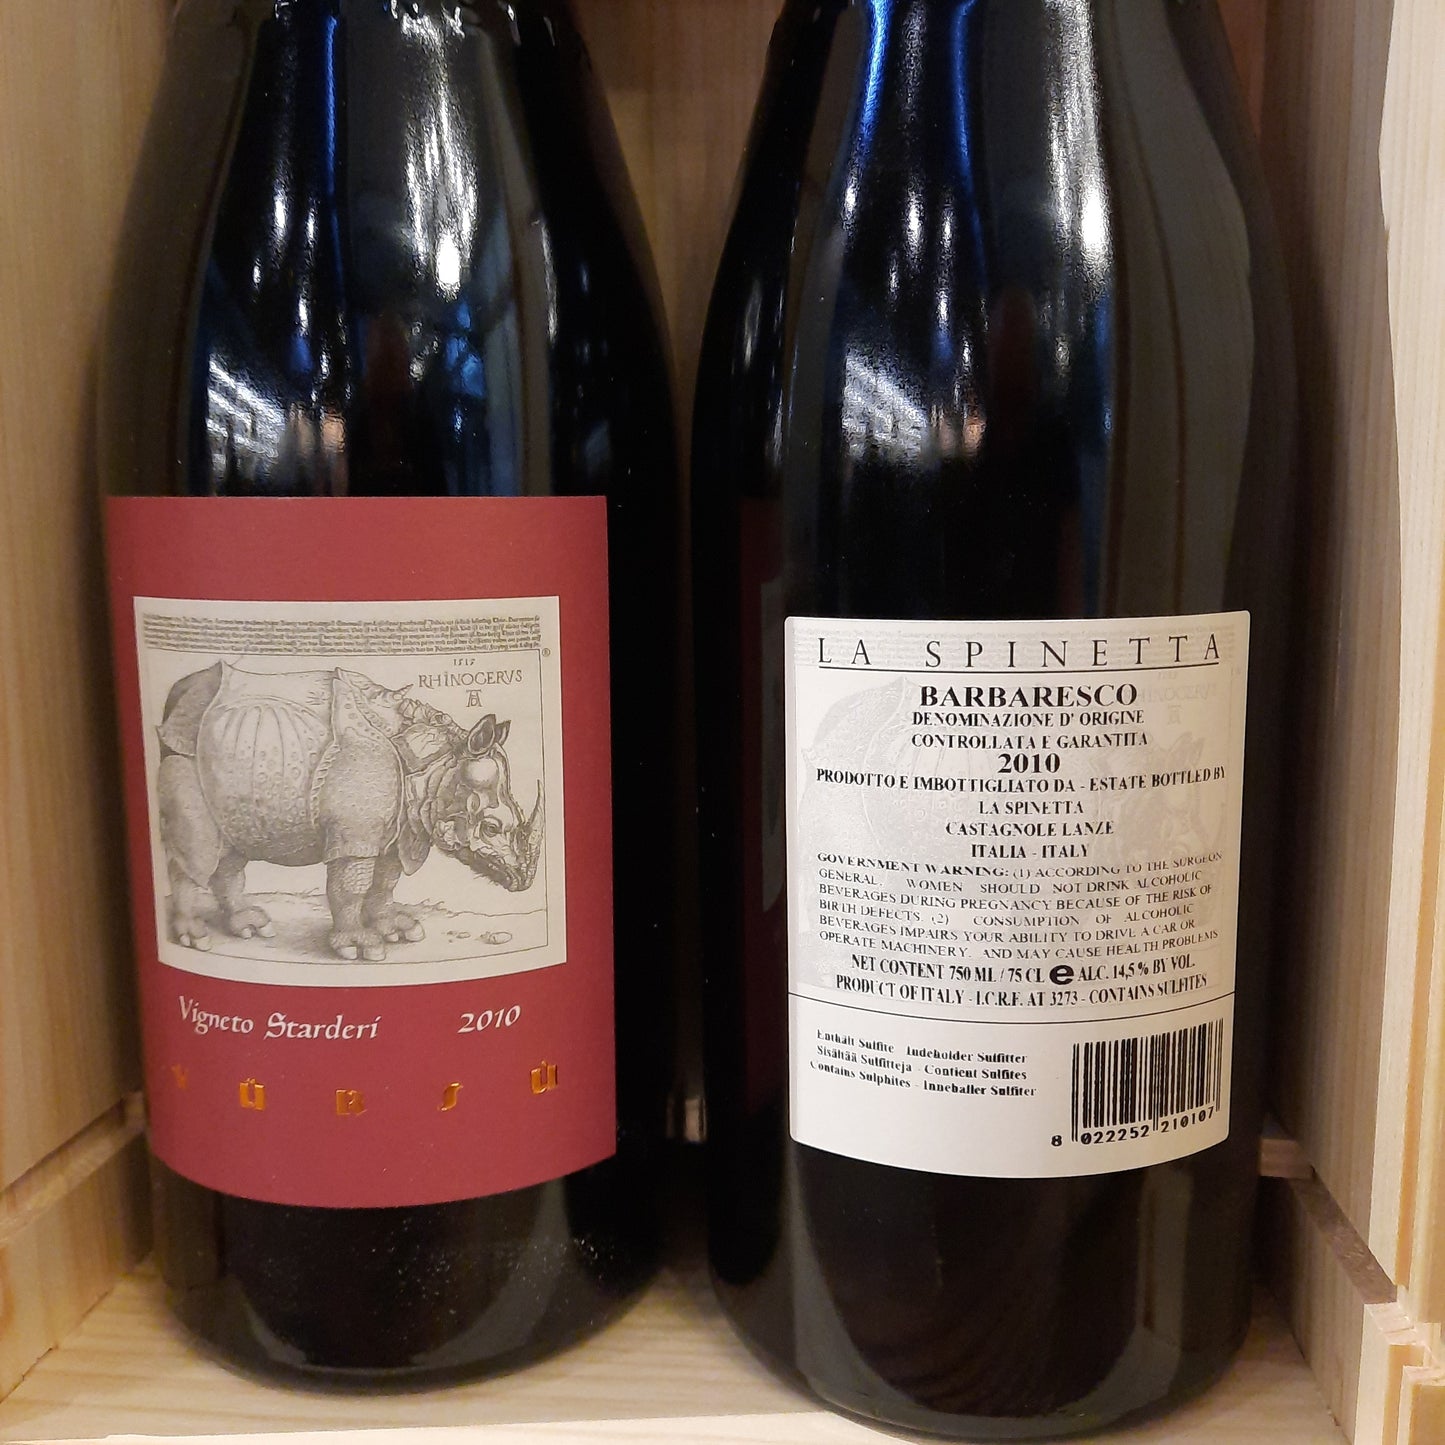 1515
RHINOCERVS
AD
Vigneto Starderi 2010
VÜRSÙ
LA SPINETTA
BARBARESCO
DENOMINAZIONE D' ORIGINE
CONTROLLATA E GARANTITA
2010
PRODOTTO E IMBOTTIGLIATO DA - ESTATE BOTTLED BY
LA SPINETTA
CASTAGNOLE LANZE
ITALIA - ITALY
GOVERNMENT WARNING: (1) ACCORDING TO THE SURGEON
GENERAL, WOMEN SHOULD NOT DRINK ALCOHOLIC
BEVERAGES DURING PREGNANCY BECAUSE OF THE RISK OF
BIRTH DEFECTS. (2) CONSUMPTION OF ALCOHOLIC
BEVERAGES IMPAIRS YOUR ABILITY TO DRIVE A CAR OR
OPERATE MACHINERY, AND MAY CAUSE HEALTH PROBLEMS
NET CONTENT 750 ML / 75 CL e ALC. 14,5 % BY VOL.
PRODUCT OF ITALY - I.C.R.F. AT 3273 - CONTAINS SULFITES
Enthält Sulfite - Indeholder Sulfitter
Sisältää Sulfitteja - Contient Sulfites
Contains Sulphites - Inneballer Sulfiter
8 022252 210107